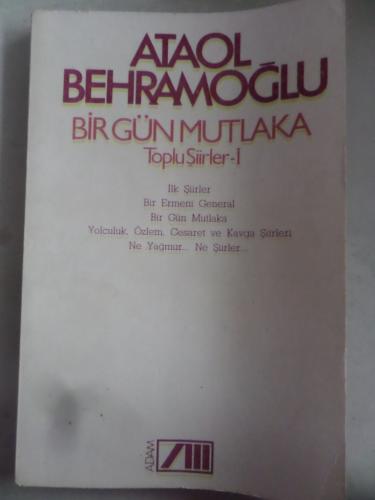 ATAOL
BEHRAMOĞLU
BİR GÜN MUTLAKA
Toplu Şiirler-1
İlk Şiirler
Bir Ermeni General
Bir Gün Mutlaka
Yolculuk, Özlem, Cesaret ve Kavga Şiirleri
Ne Yağmur... Ne Şiirler...
ADAM